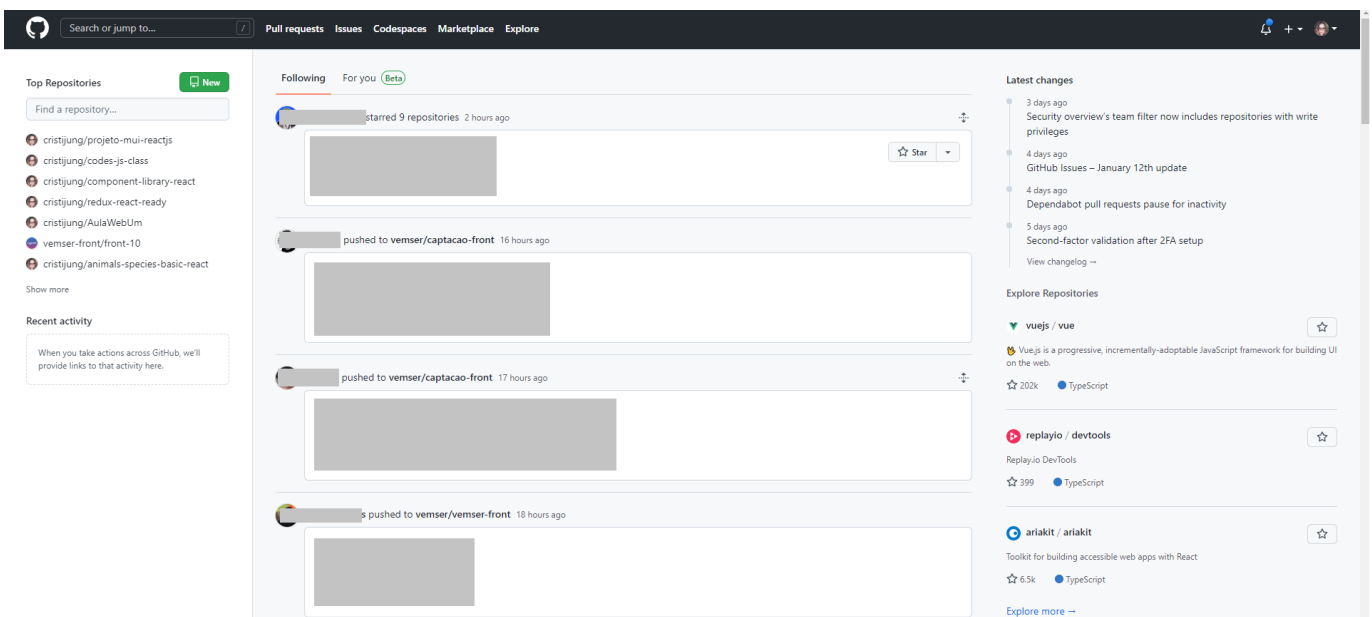 Search or jump to... /
Pull requests Issues Codespaces Marketplace Explore
Top Repositories
New
Find a repository...
cristijung/projeto-mui-reactjs
cristijung/codes-js-class
cristijung/component-library-react
cristijung/redux-react-ready
cristijung/AulaWebUm
vemser-front/front-10
cristijung/animals-species-basic-react
Show more
Recent activity
When you take actions across GitHub, we'll
provide links to that activity here.
Following For you Beta
starred 9 repositories 2 hours ago
Star
pushed to vemser/captacao-front 16 hours ago
pushed to vemser/captacao-front 17 hours ago
s pushed to vemser/vemser-front 18 hours ago
Latest changes
3 days ago
Security overview's team filter now includes repositories with write
privileges
4 days ago
GitHub Issues – January 12th update
4 days ago
Dependabot pull requests pause for inactivity
5 days ago
Second-factor validation after 2FA setup
View changelog →
Explore Repositories
vuejs / vue
Vue.js is a progressive, incrementally-adoptable JavaScript framework for building UI
on the web.
202k TypeScript
replayio / devtools
Replay.io DevTools
399 TypeScript
ariakit / ariakit
Toolkit for building accessible web apps with React
6.5k TypeScript
Explore more →